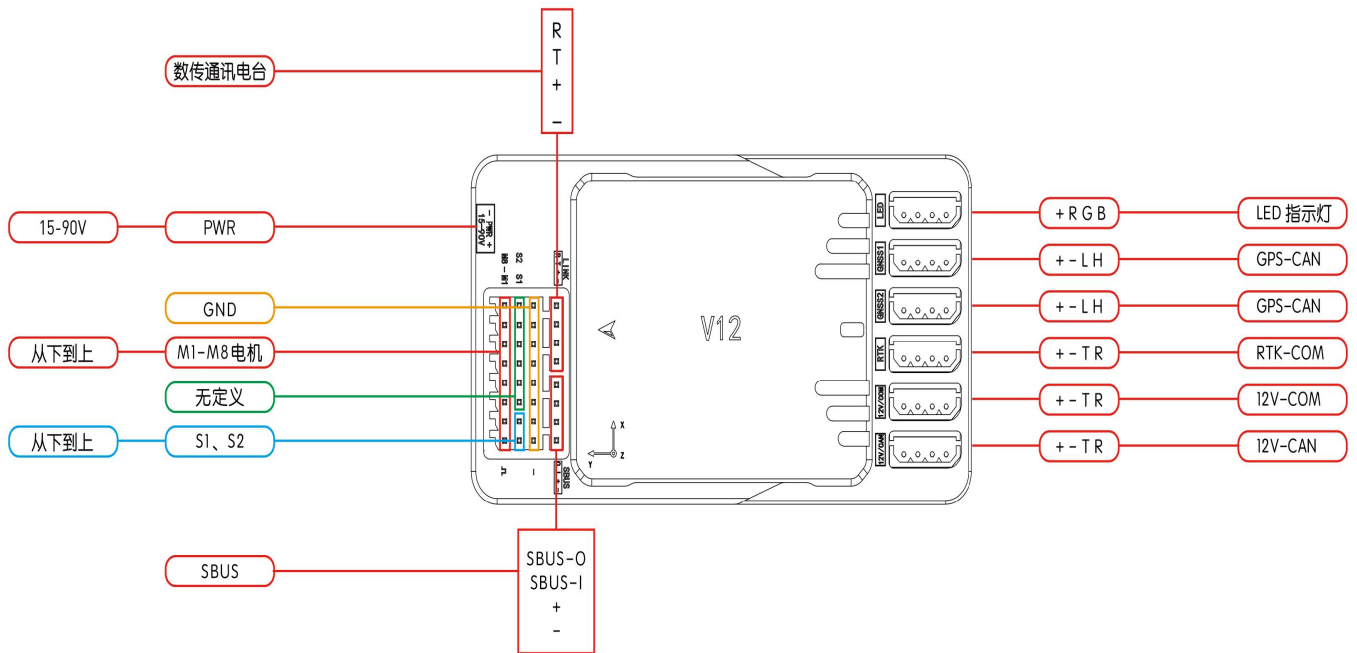 R
T
+
−
数传通讯电台
15-90V
PWR
- PWR +
15-90V
GND
从下到上
M1-M8电机
无定义
从下到上
S1、S2
SBUS
SBUS-O
SBUS-I
+
-
S2 S1
M8-M1
LINK
R T + -
SBUS
V12
X
Y
Z
LED
+RGB
LED 指示灯
GNSS1
+-LH
GPS-CAN
GNSS2
+-LH
GPS-CAN
RTK
+-TR
RTK-COM
12V/COM
+-TR
12V-COM
12V/CAN
+-TR
12V-CAN